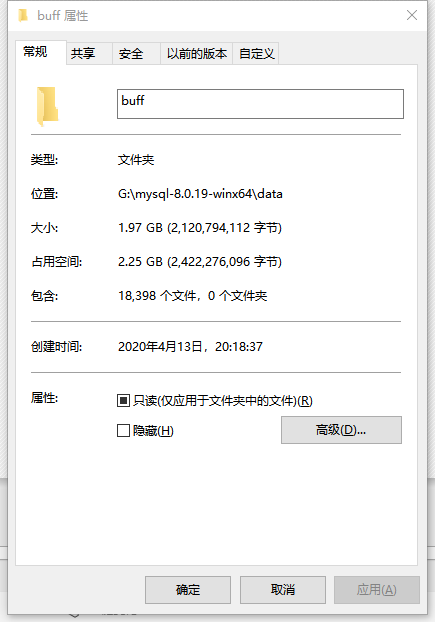 buff 属性
常规 共享 安全 以前的版本 自定义
buff
类型: 文件夹
位置: G:\mysql-8.0.19-winx64\data
大小: 1.97 GB (2,120,794,112 字节)
占用空间: 2.25 GB (2,422,276,096 字节)
包含: 18,398 个文件，0 个文件夹
创建时间: 2020年4月13日，20:18:37
属性: 只读(仅应用于文件夹中的文件)(R)
隐藏(H) 高级(D)...
确定 取消 应用(A)